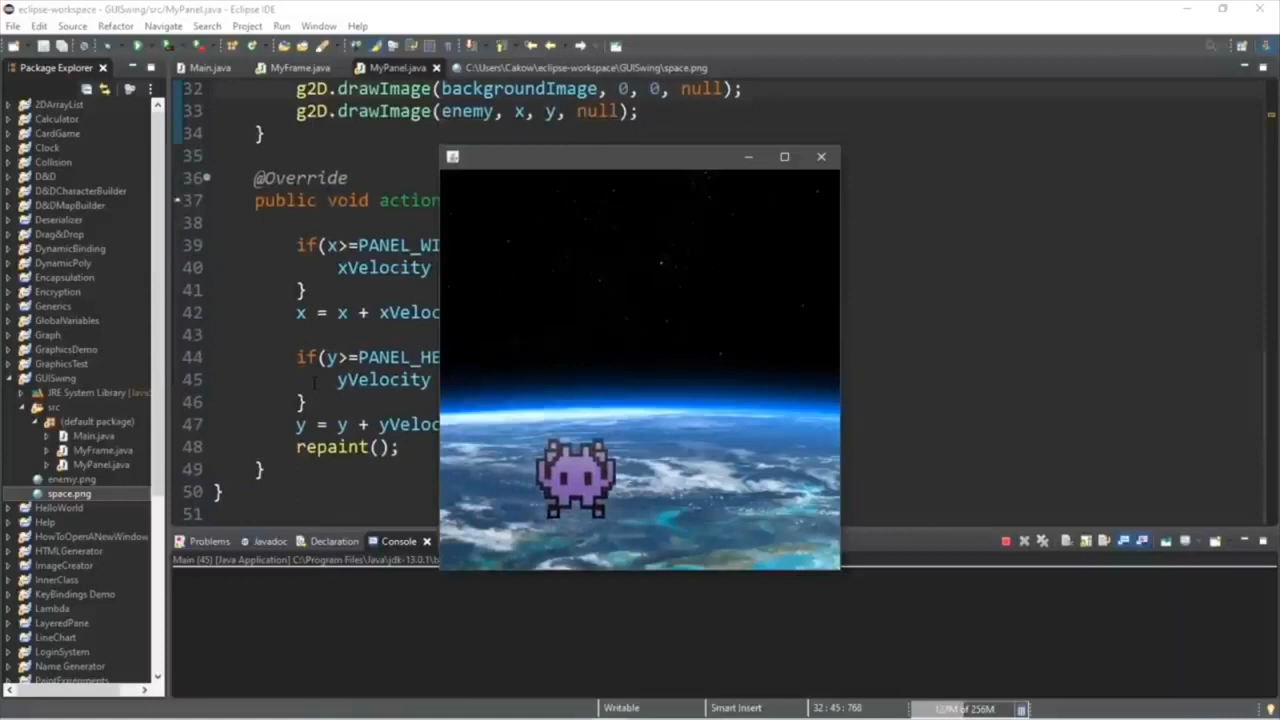 eclipse-workspace - GUISwing/src/MyPanel.java - Eclipse IDE
File Edit Source Refactor Navigate Search Project Run Window Help
Package Explorer
Main.java MyFrame.java MyPanel.java C:\Users\Cakow\eclipse-workspace\GUISwing\space.png
2DArrayList
Calculator
CardGame
Clock
Collision
D&D
D&DCharacterBuilder
D&DMapBuilder
Deserializer
Drag&Drop
DynamicBinding
DynamicPoly
Encapsulation
Encryption
Generics
GlobalVariables
Graph
GraphicsDemo
GraphicsTest
GUISwing
JRE System Library [Java
src
(default package)
Main.java
MyFrame.java
MyPanel.java
enemy.png
space.png
HelloWorld
Help
HowToOpenANewWindow
HTMLGenerator
ImageCreator
InnerClass
KeyBindings Demo
Lambda
LayeredPane
LineChart
LoginSystem
Name Generator
32 g2D.drawImage(backgroundImage, 0, 0, null);
33 g2D.drawImage(enemy, x, y, null);
34 }
35
36 @Override
37 public void action
38
39 if(x>=PANEL_WI
40 xVelocity
41 }
42 x = x + xVeloc
43
44 if(y>=PANEL_HE
45 yVelocity
46 }
47 y = y + yVeloc
48 repaint();
49 }
50 }
51
Problems Javadoc Declaration Console
Main (45) [Java Application] C:\Program Files\Java\jdk-13.0.1\b
Writable Smart Insert 32 : 45 : 768 of 256M